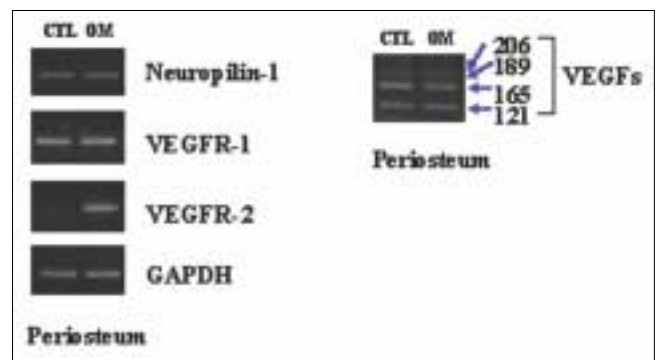 CTL OM
Neuropilin-1
VEGFR-1
VEGFR-2
GAPDH
Periosteum
CTL OM
206
189
165
121
VEGFs
Periosteum